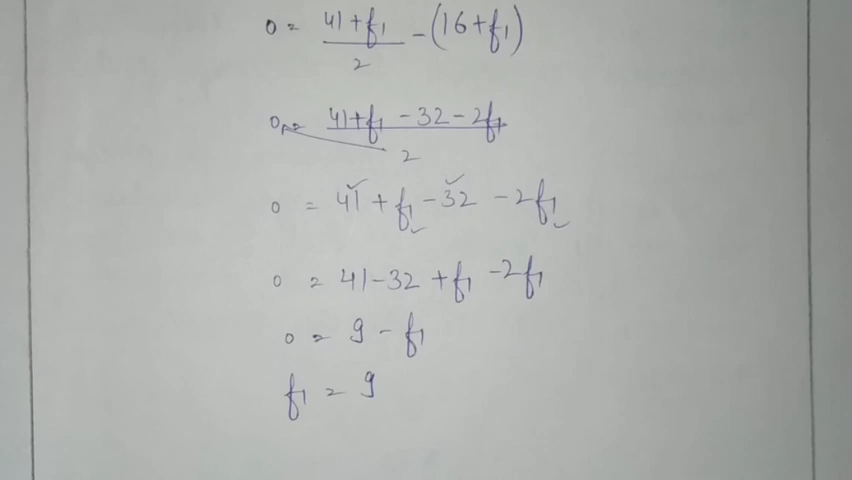 0 = 41 + f₁ / 2 - (16 + f₁)
0 = 41 + f₁ - 32 - 2f₁ / 2
0 = 41 + f₁ - 32 - 2f₁
0 = 41 - 32 + f₁ - 2f₁
0 = 9 - f₁
f₁ = 9